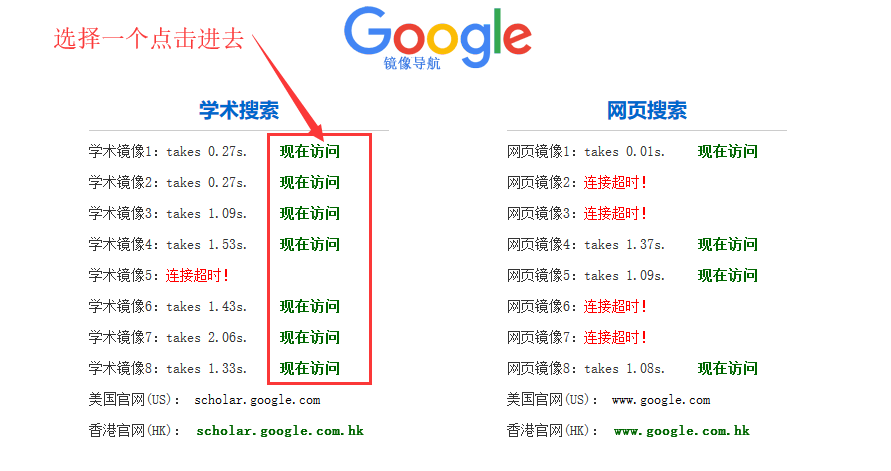 选择一个点击进去
Google
镜像导航
学术搜索
学术镜像1：takes 0.27s. 现在访问
学术镜像2：takes 0.27s. 现在访问
学术镜像3：takes 1.09s. 现在访问
学术镜像4：takes 1.53s. 现在访问
学术镜像5：连接超时！
学术镜像6：takes 1.43s. 现在访问
学术镜像7：takes 2.06s. 现在访问
学术镜像8：takes 1.33s. 现在访问
美国官网(US)： scholar.google.com
香港官网(HK)： scholar.google.com.hk
网页搜索
网页镜像1：takes 0.01s. 现在访问
网页镜像2：连接超时！
网页镜像3：连接超时！
网页镜像4：takes 1.37s. 现在访问
网页镜像5：takes 1.09s. 现在访问
网页镜像6：连接超时！
网页镜像7：连接超时！
网页镜像8：takes 1.08s. 现在访问
美国官网(US)： www.google.com
香港官网(HK)： www.google.com.hk